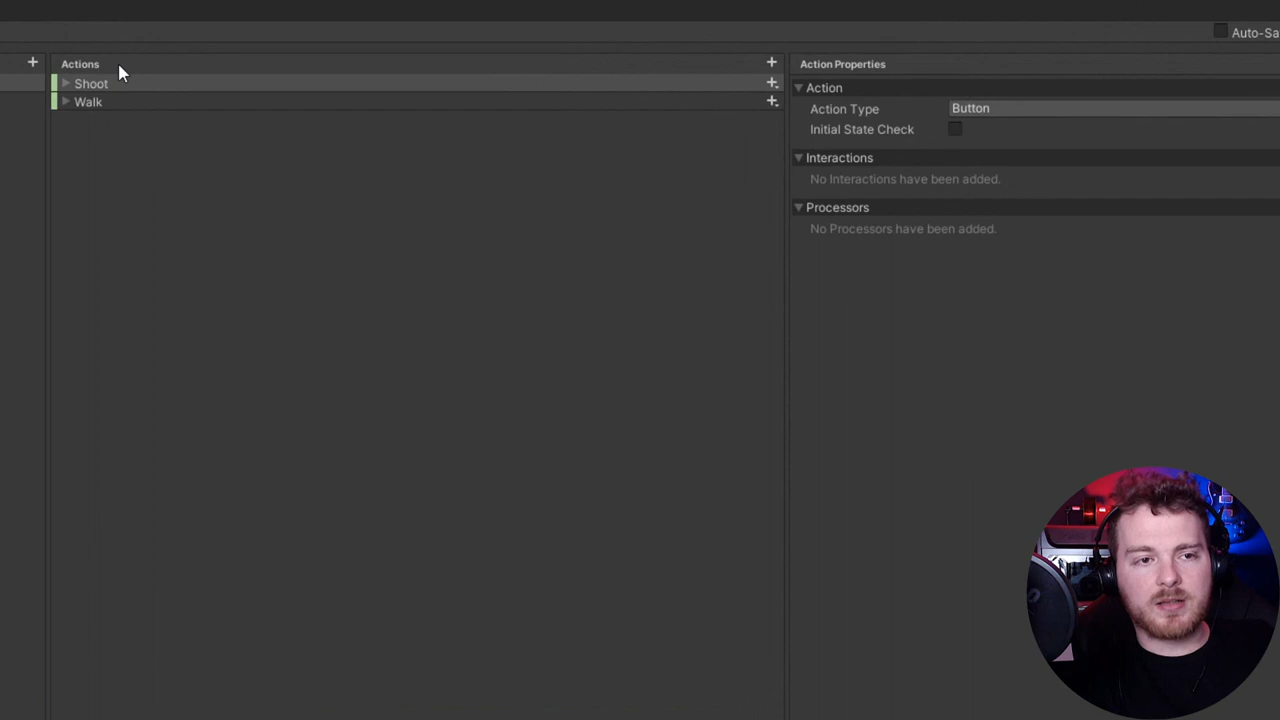 Auto-Sa
Actions
Shoot
Walk
Action Properties
Action
Action Type Button
Initial State Check
Interactions
No Interactions have been added.
Processors
No Processors have been added.